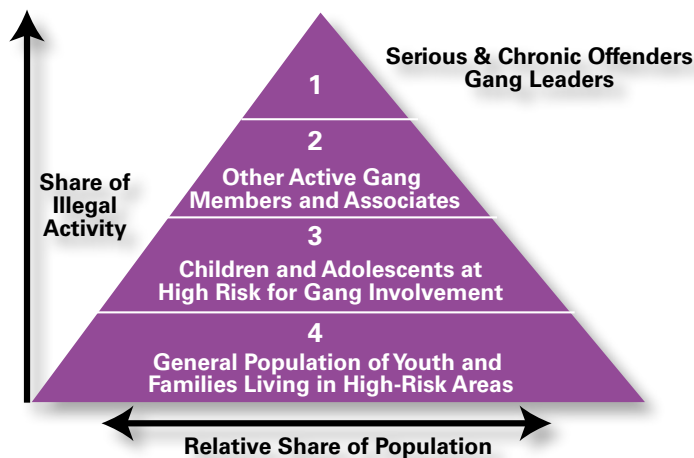 Serious & Chronic Offenders
Gang Leaders
1
2
Other Active Gang
Members and Associates
Share of
Illegal
Activity
3
Children and Adolescents at
High Risk for Gang Involvement
4
General Population of Youth and
Families Living in High-Risk Areas
Relative Share of Population